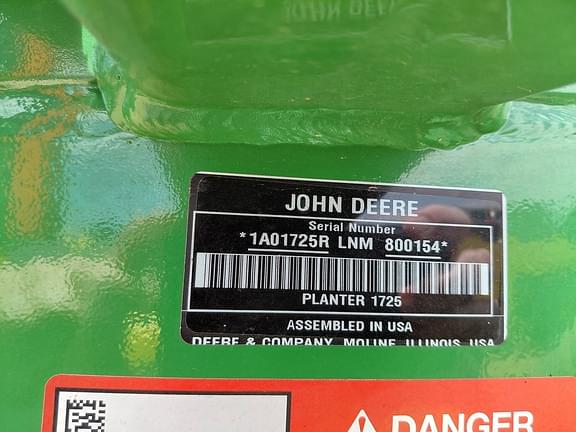 JOHN DEERE
Serial Number
*1A01725R LNM 800154*
PLANTER 1725
ASSEMBLED IN USA
DEERE & COMPANY, MOLINE, ILLINOIS, USA
DANGER